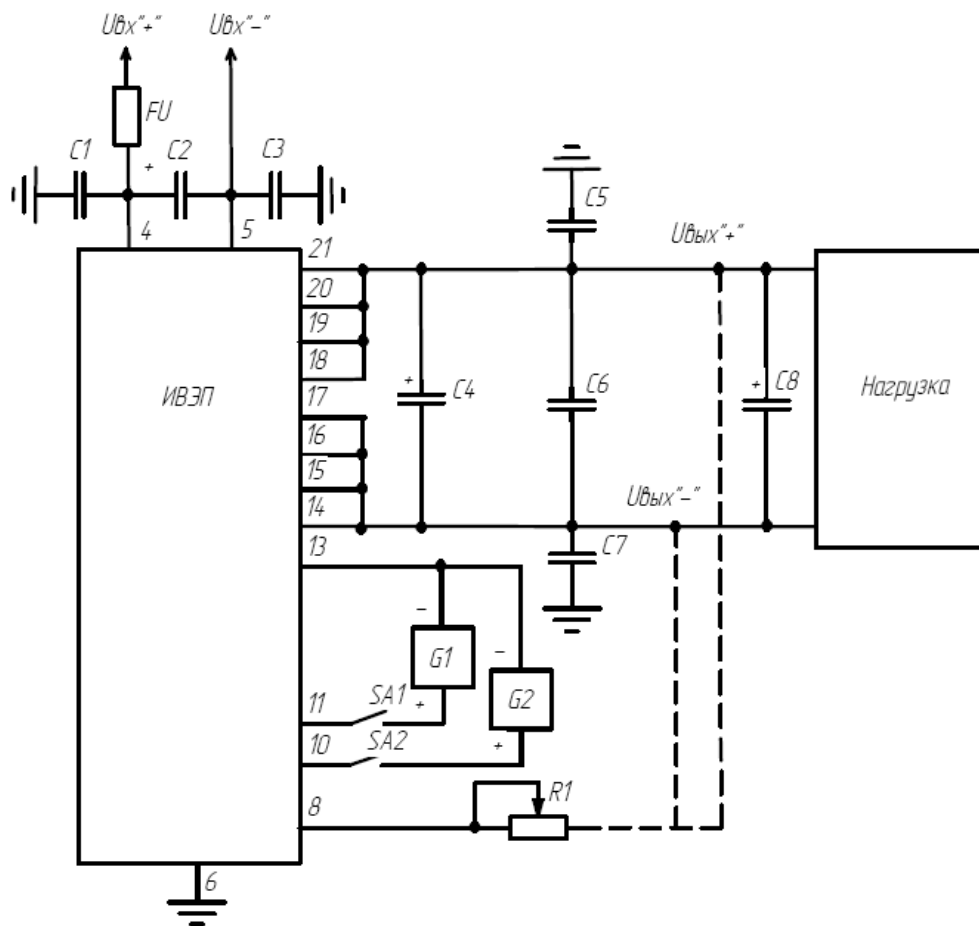 Uвх"+" Uвх"–"
FU
C1 + C2 C3
4 5
C5
21
Uвых"+"
20
19
18
+ C4 C6 + C8 Нагрузка
ИВЭП
17
16
15
Uвых"–"
14
13
C7
– G1
– G2
11 SA1 +
10 SA2 +
8 R1
6